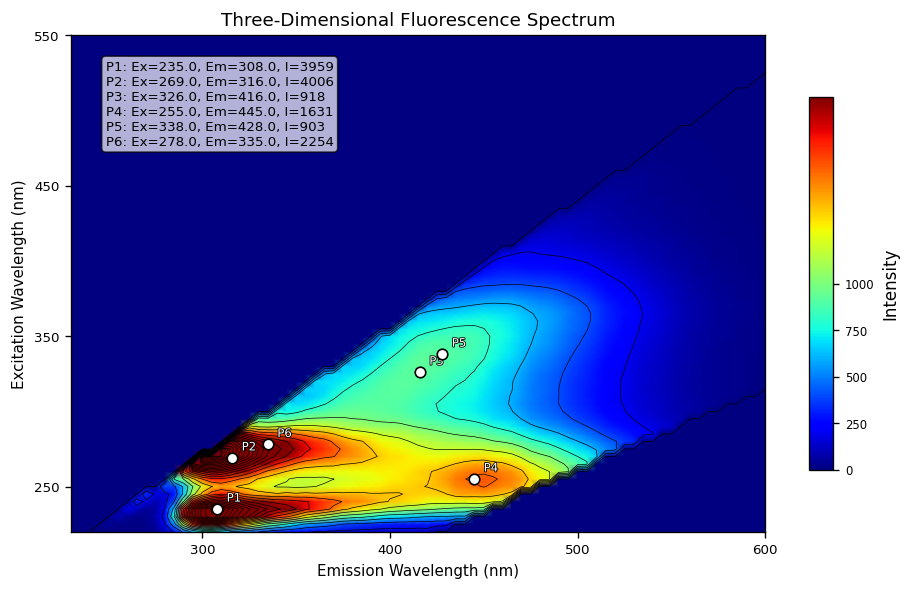 Three-Dimensional Fluorescence Spectrum
550
450
350
250
Excitation Wavelength (nm)
P1: Ex=235.0, Em=308.0, I=3959
P2: Ex=269.0, Em=316.0, I=4006
P3: Ex=326.0, Em=416.0, I=918
P4: Ex=255.0, Em=445.0, I=1631
P5: Ex=338.0, Em=428.0, I=903
P6: Ex=278.0, Em=335.0, I=2254
P5
P3
P6
P2
P4
P1
300
400
500
600
Emission Wavelength (nm)
1000
750
500
250
0
Intensity